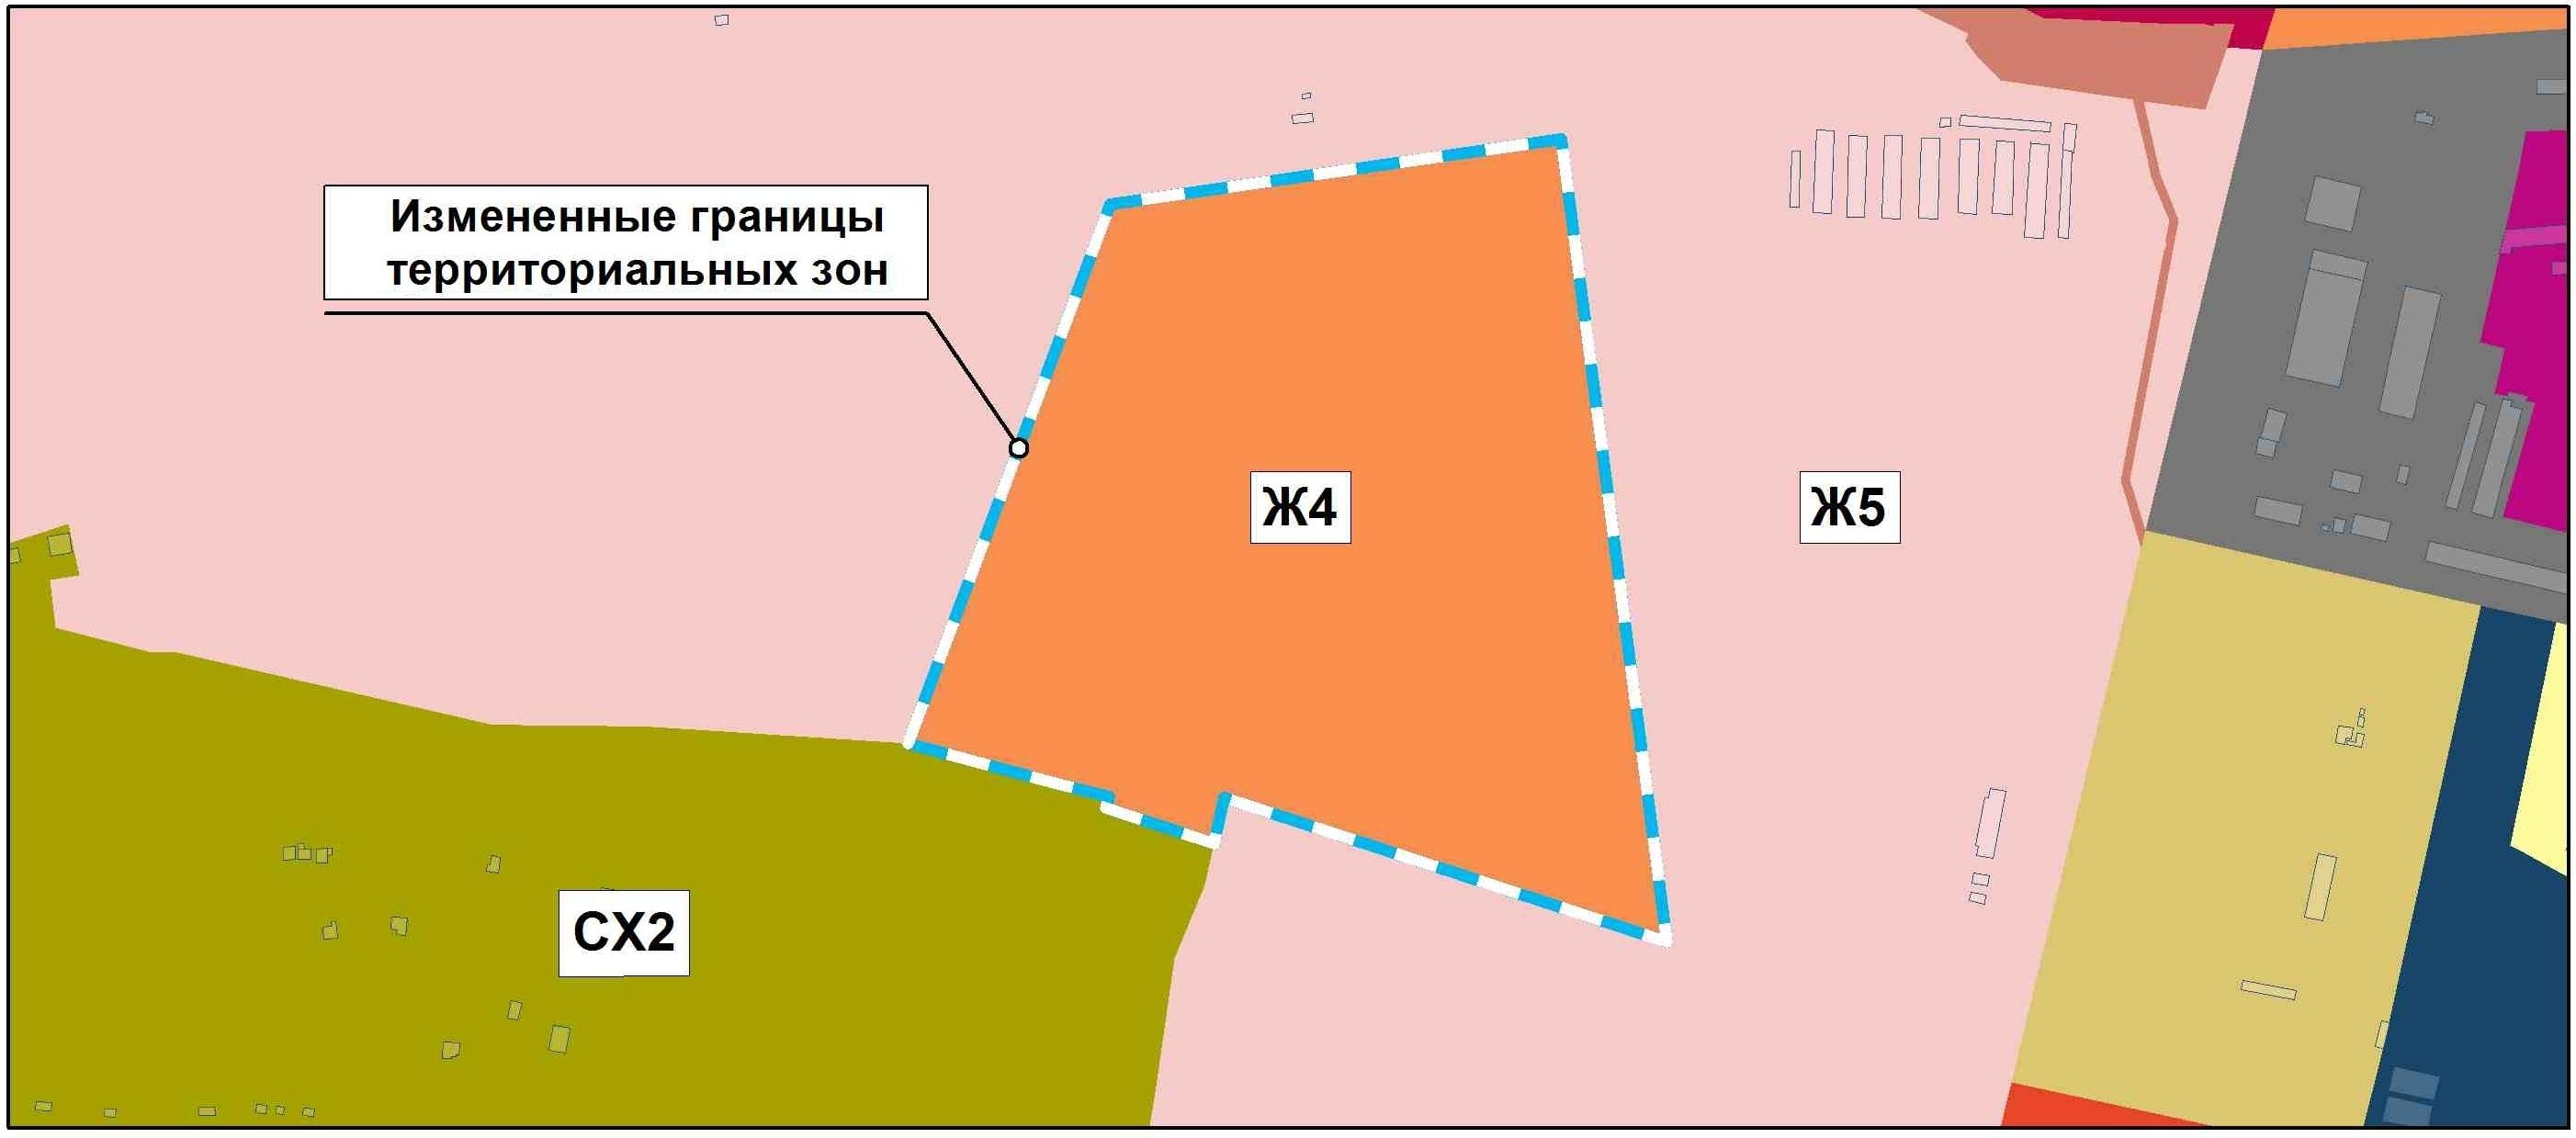 Измененные границы
территориальных зон
Ж4
Ж5
СХ2